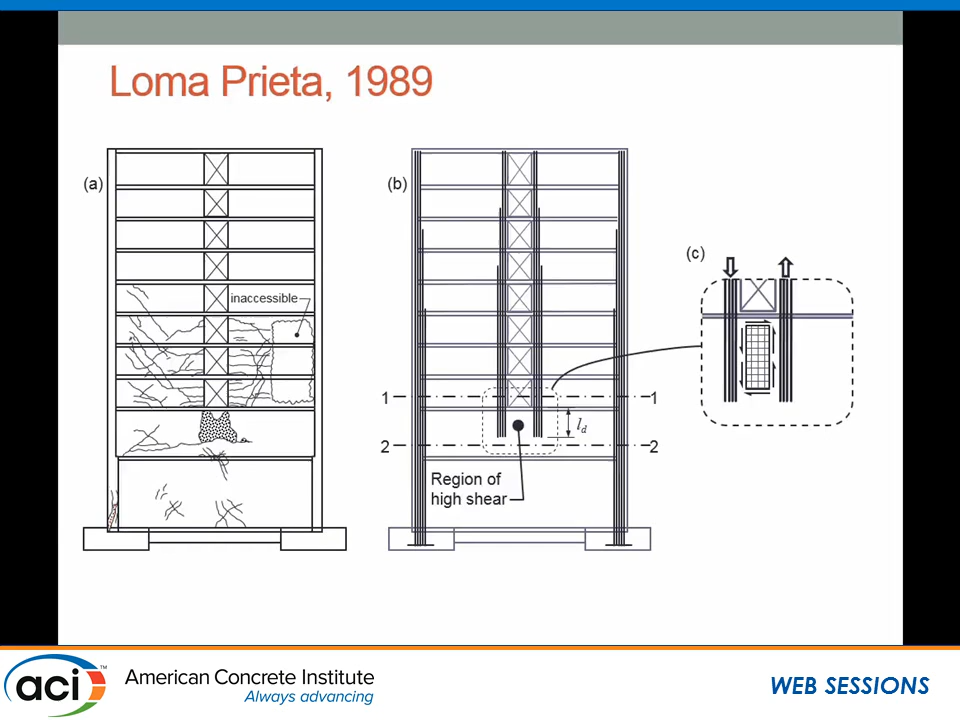 Loma Prieta, 1989
(a)
inaccessible
(b)
1
1
2
2
l_d
Region of
high shear
(c)
aci™
American Concrete Institute
Always advancing
WEB SESSIONS